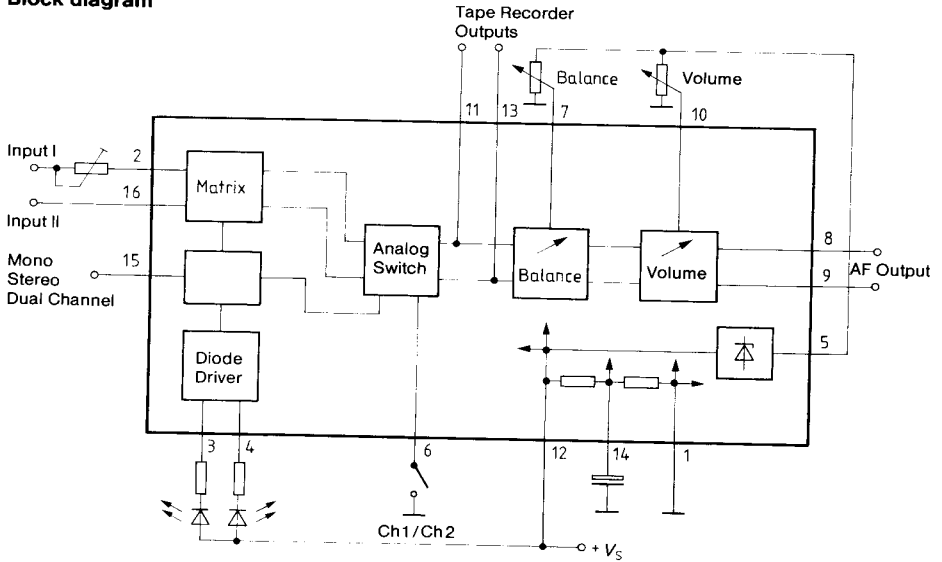 Block diagram
Tape Recorder
Outputs
Balance
Volume
11
13
7
10
Input I
2
Matrix
16
Input II
Analog
Switch
Balance
Volume
8
AF Output
9
Mono
Stereo
Dual Channel
15
5
Diode
Driver
3
4
6
12
14
1
Ch1/Ch2
+ VS